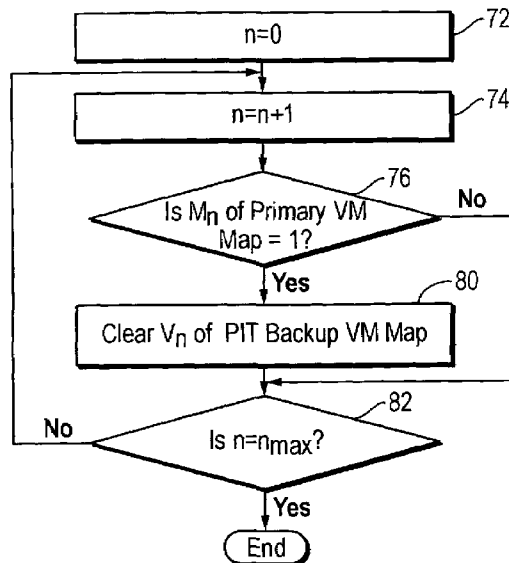 n=0
72
n=n+1
74
76
Is Mn of Primary VM
Map = 1?
No
Yes
80
Clear Vn of PIT Backup VM Map
82
No
Is n=nmax?
Yes
End